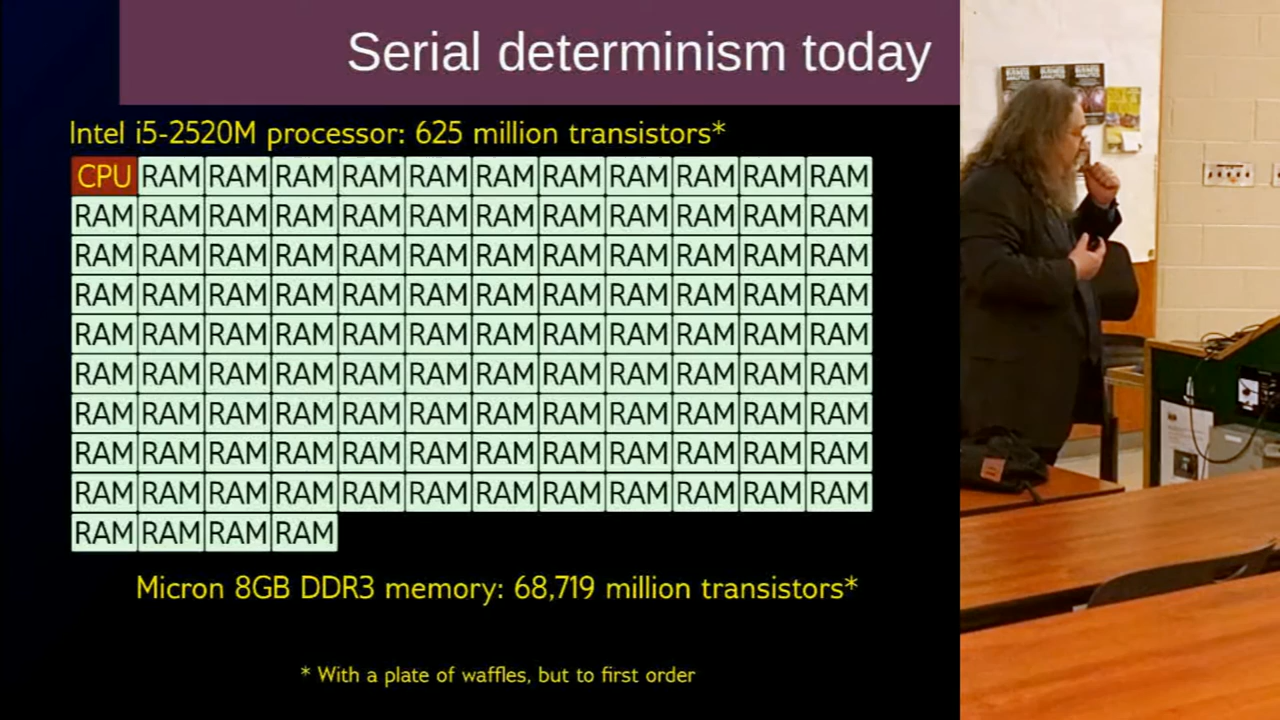 Serial determinism today
Intel i5-2520M processor: 625 million transistors*
CPU RAM RAM RAM RAM RAM RAM RAM RAM RAM RAM RAM
RAM RAM RAM RAM RAM RAM RAM RAM RAM RAM RAM RAM
RAM RAM RAM RAM RAM RAM RAM RAM RAM RAM RAM RAM
RAM RAM RAM RAM RAM RAM RAM RAM RAM RAM RAM RAM
RAM RAM RAM RAM RAM RAM RAM RAM RAM RAM RAM RAM
RAM RAM RAM RAM RAM RAM RAM RAM RAM RAM RAM RAM
RAM RAM RAM RAM RAM RAM RAM RAM RAM RAM RAM RAM
RAM RAM RAM RAM RAM RAM RAM RAM RAM RAM RAM RAM
RAM RAM RAM RAM RAM RAM RAM RAM RAM RAM RAM RAM
RAM RAM RAM RAM
Micron 8GB DDR3 memory: 68,719 million transistors*
* With a plate of waffles, but to first order